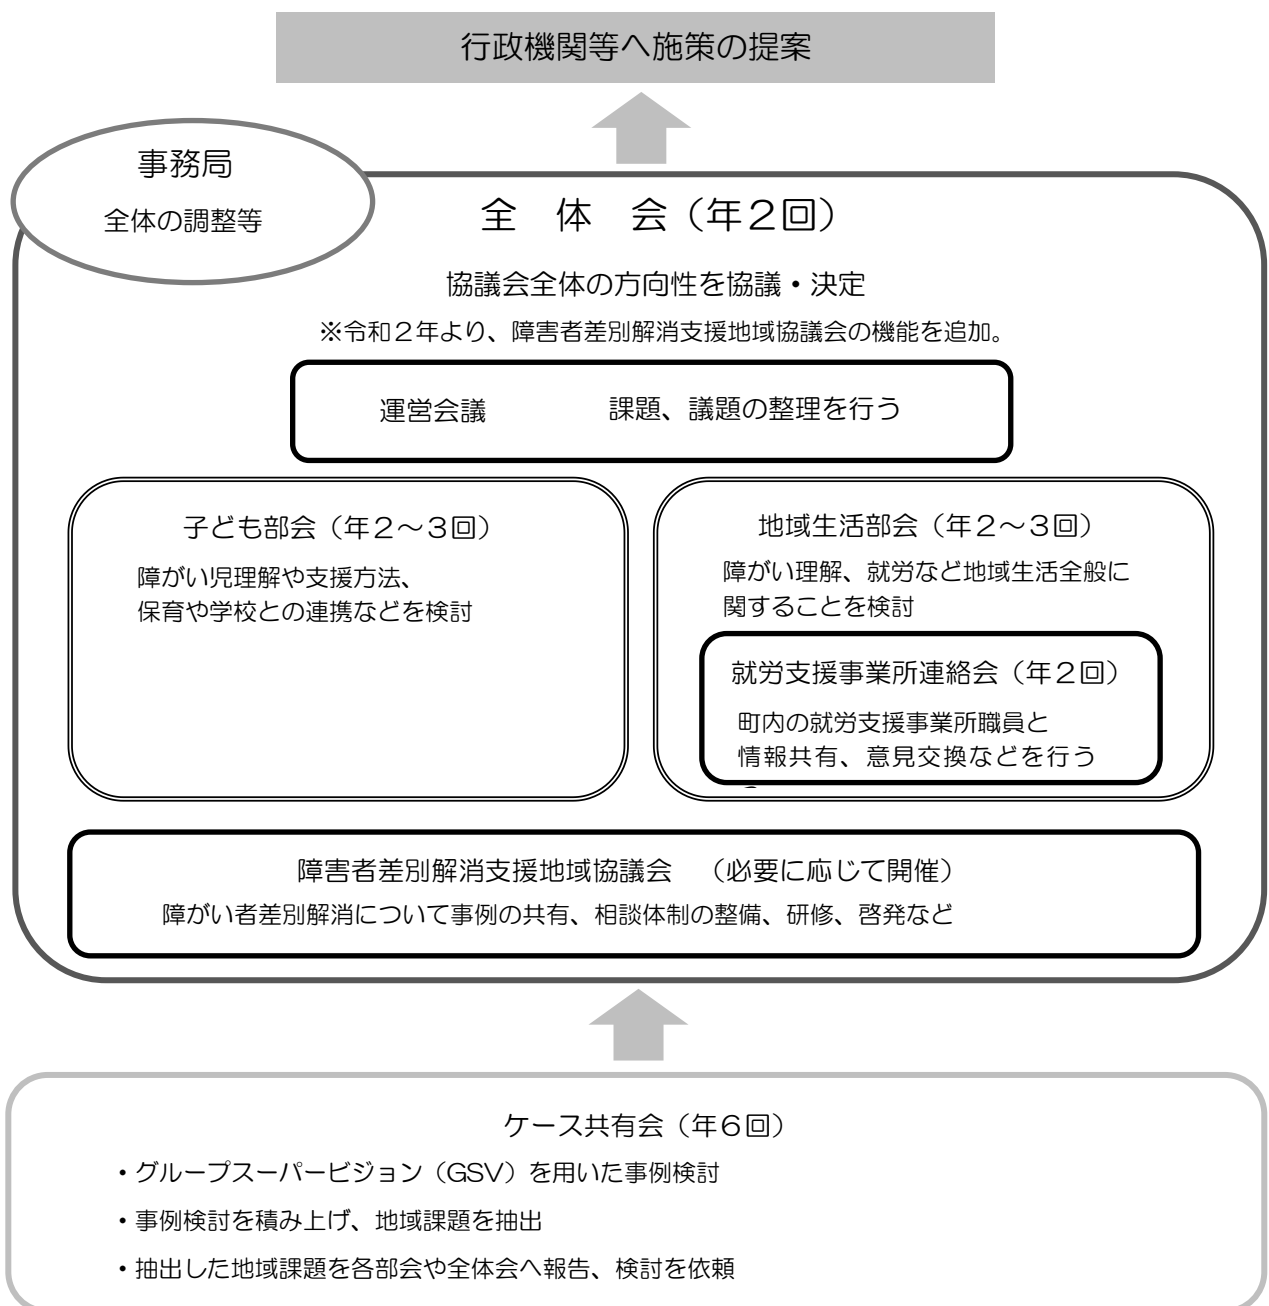 行政機関等へ施策の提案
事務局
全体の調整等
全　体　会（年２回）
協議会全体の方向性を協議・決定
※令和２年より、障害者差別解消支援地域協議会の機能を追加。
運営会議　　　　課題、議題の整理を行う
子ども部会（年２～３回）
障がい児理解や支援方法、
保育や学校との連携などを検討
地域生活部会（年２～３回）
障がい理解、就労など地域生活全般に
関することを検討
就労支援事業所連絡会（年２回）
町内の就労支援事業所職員と
情報共有、意見交換などを行う
障害者差別解消支援地域協議会　（必要に応じて開催）
障がい者差別解消について事例の共有、相談体制の整備、研修、啓発など
ケース共有会（年６回）
・グループスーパービジョン（GSV）を用いた事例検討
・事例検討を積み上げ、地域課題を抽出
・抽出した地域課題を各部会や全体会へ報告、検討を依頼